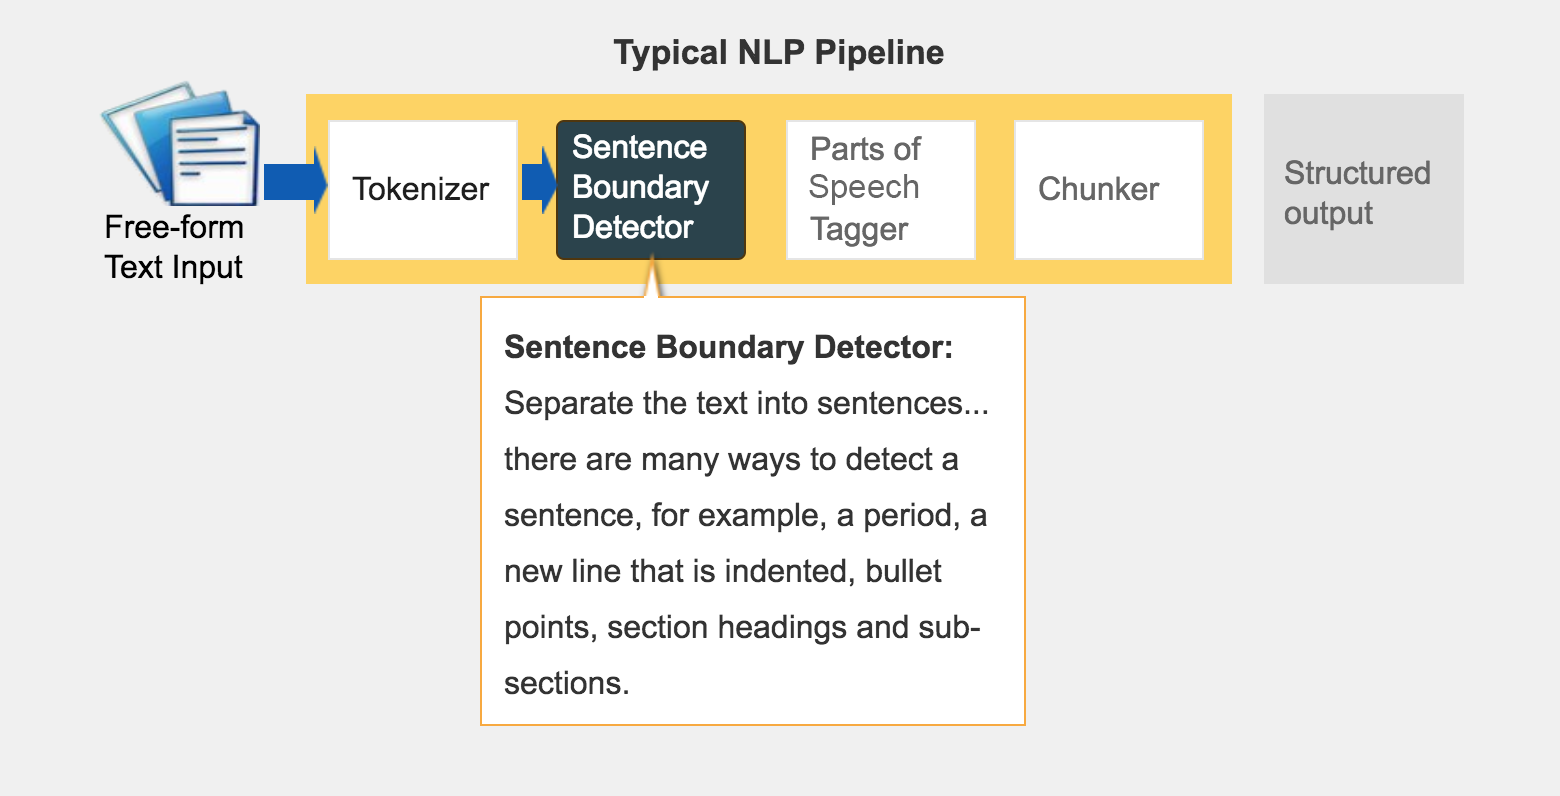 Typical NLP Pipeline
Free-form
Text Input
Tokenizer
Sentence
Boundary
Detector
Parts of
Speech
Tagger
Chunker
Structured
output
Sentence Boundary Detector:
Separate the text into sentences...
there are many ways to detect a
sentence, for example, a period, a
new line that is indented, bullet
points, section headings and sub-
sections.